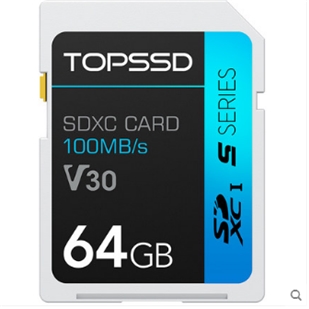 TOPSSD
SDXC CARD
100MB/s
V30
64GB
S SERIES
SD XC I